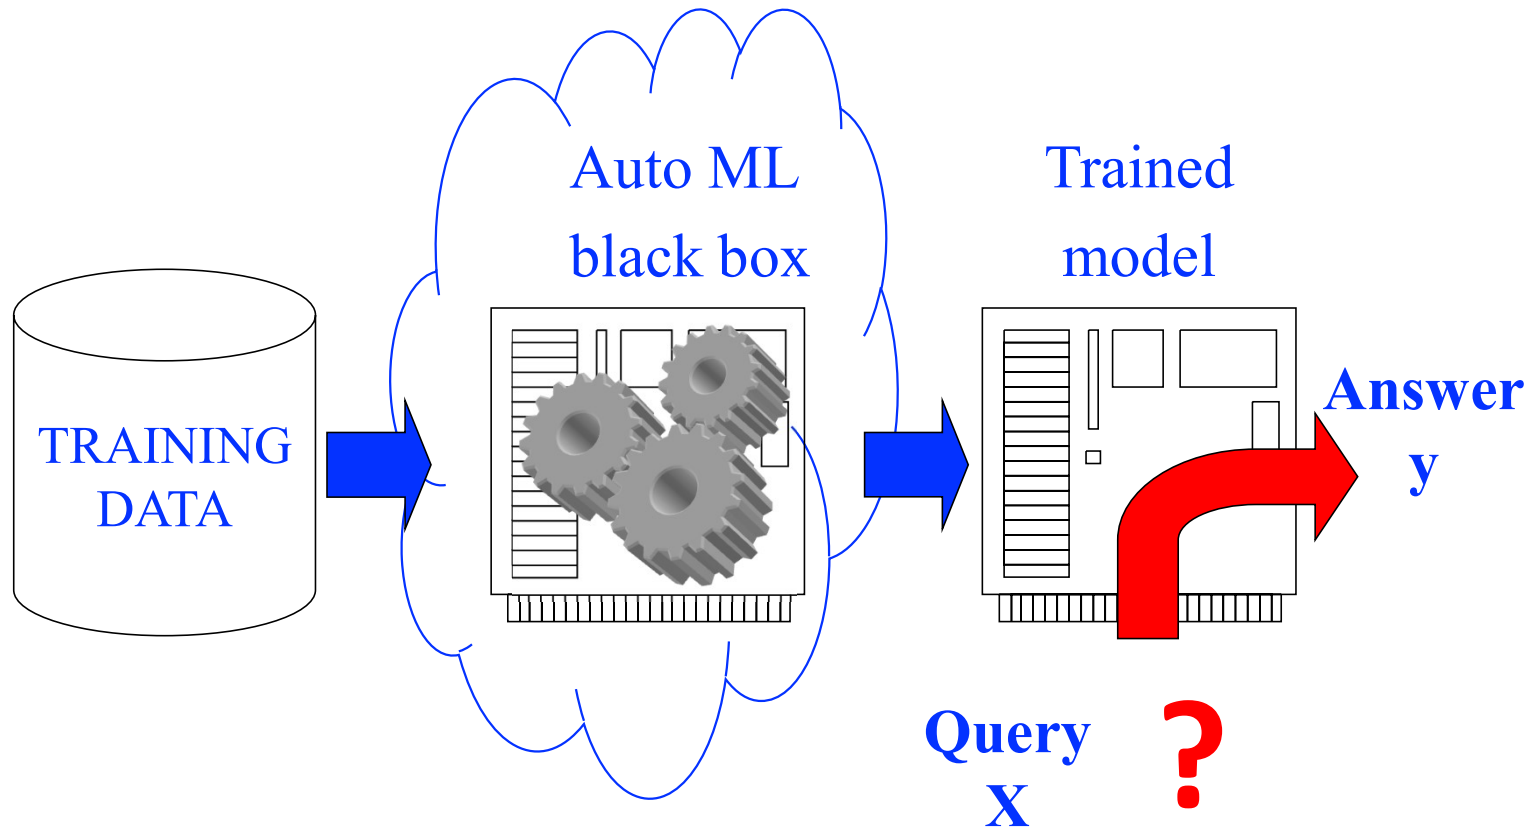 TRAINING
DATA
Auto ML
black box
Trained
model
Answer
y
Query
X
?